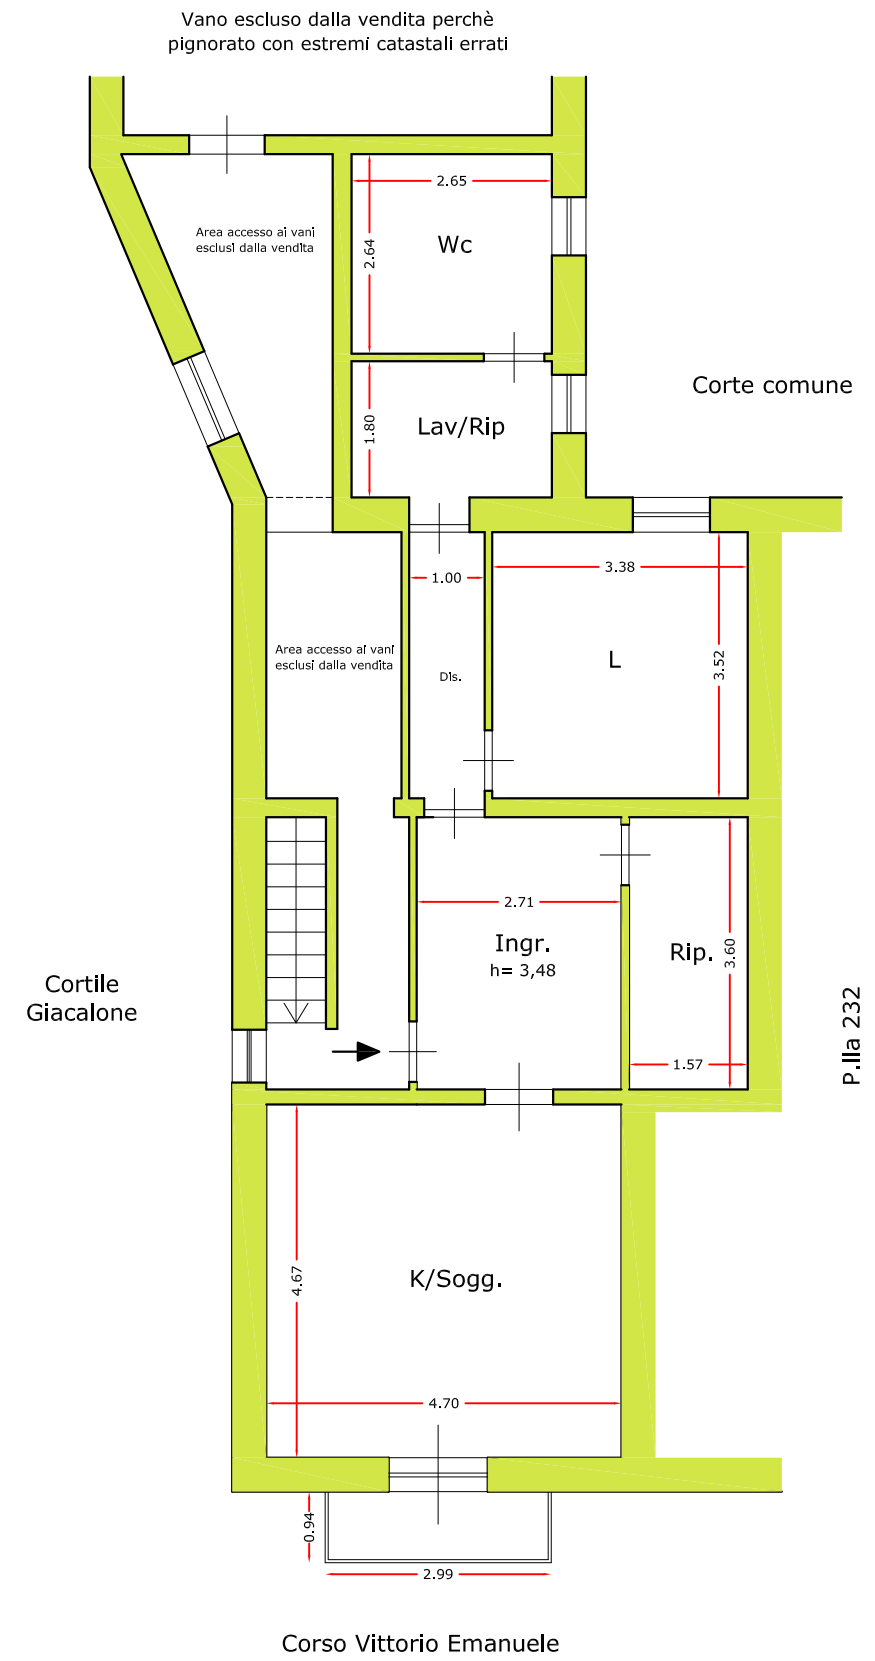 Vano escluso dalla vendita perchè
pignorato con estremi catastali errati
2.65
Area accesso ai vani
esclusi dalla vendita
Wc
2.64
Corte comune
1.80
Lav/Rip
1.00
3.38
Area accesso ai vani
esclusi dalla vendita
Dis.
L
3.52
2.71
Ingr.
h= 3,48
Rip.
3.60
Cortile
Giacalone
P.lla 232
1.57
4.67
K/Sogg.
4.70
0.94
2.99
Corso Vittorio Emanuele